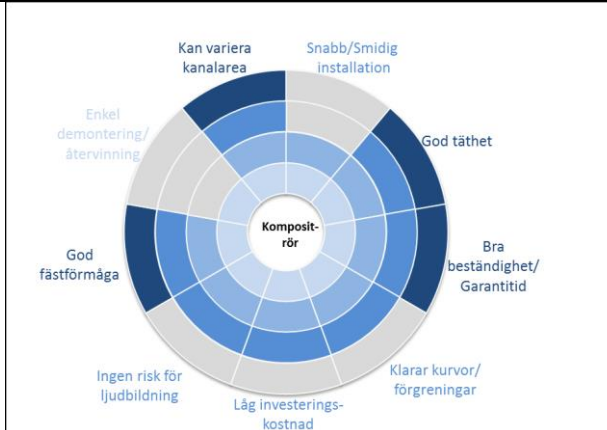 Kan variera
kanalarea
Snabb/Smidig
installation
Enkel
demontering/
återvinning
God täthet
Komposit-
rör
God
fästförmåga
Bra
beständighet/
Garantitid
Ingen risk för
ljudbildning
Låg investerings-
kostnad
Klarar kurvor/
förgreningar